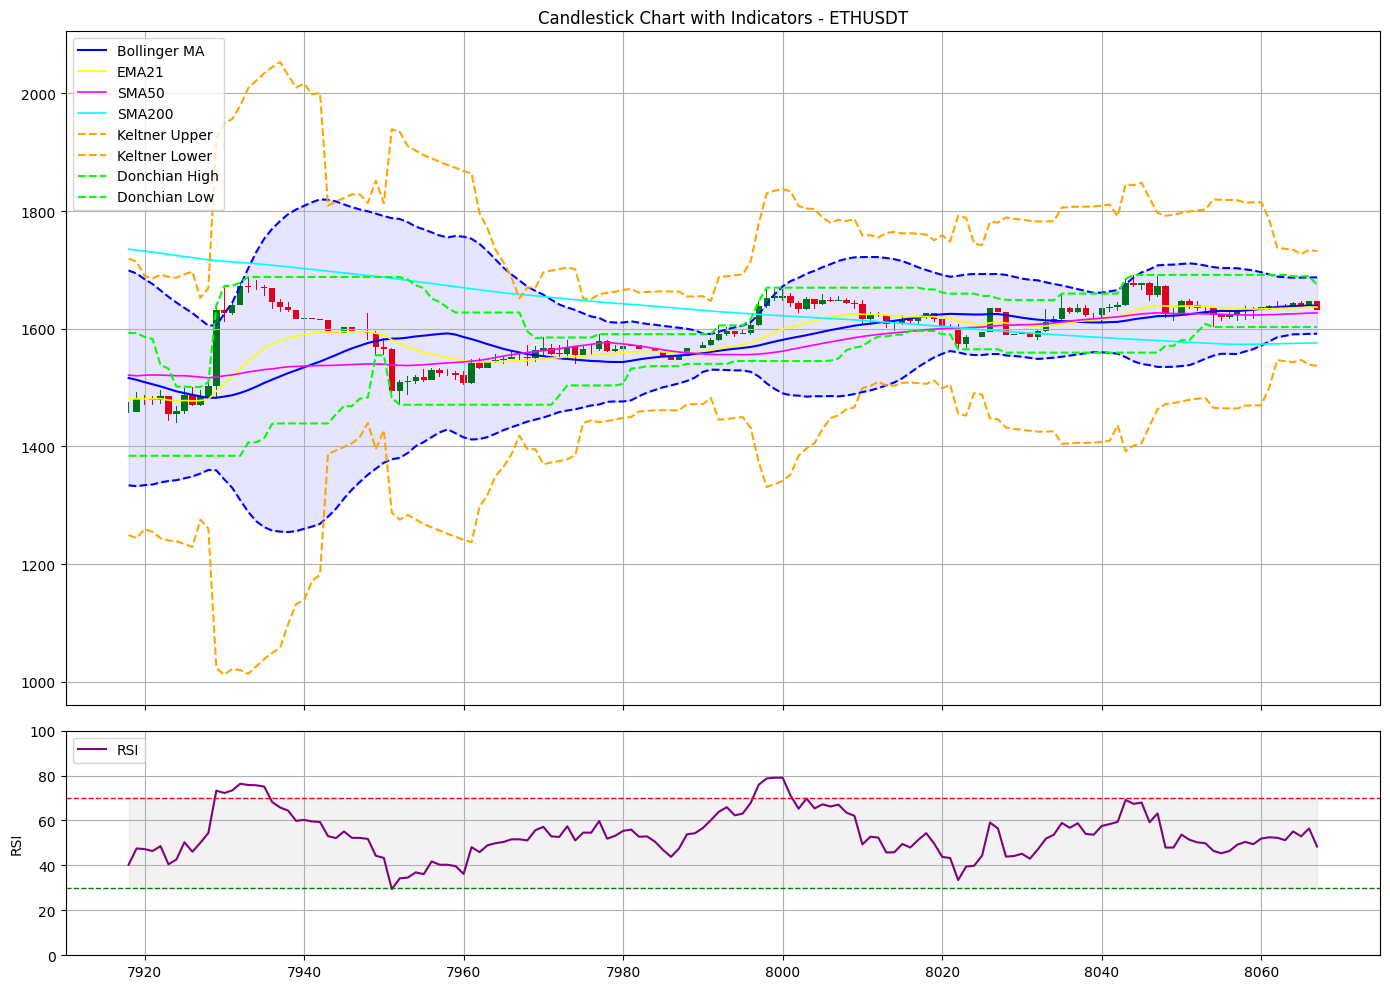 Candlestick Chart with Indicators - ETHUSDT
Bollinger MA
EMA21
SMA50
SMA200
Keltner Upper
Keltner Lower
Donchian High
Donchian Low
2000
1800
1600
1400
1200
1000
RSI
100
80
60
40
20
0
RSI
7920 7940 7960 7980 8000 8020 8040 8060